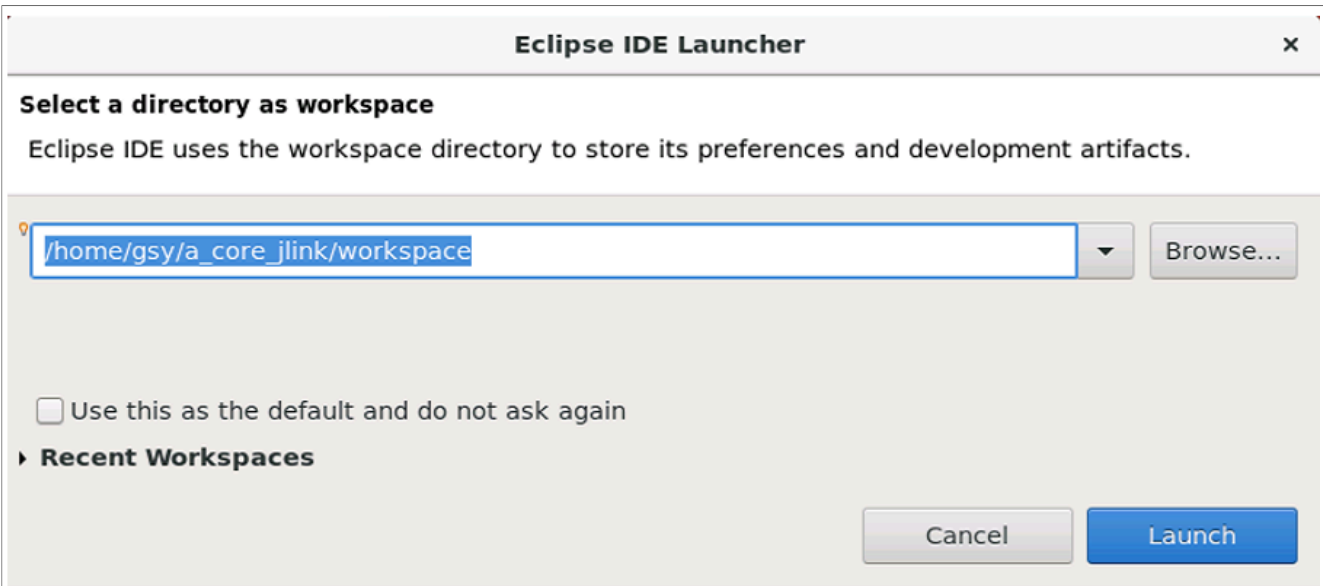 Eclipse IDE Launcher
Select a directory as workspace
Eclipse IDE uses the workspace directory to store its preferences and development artifacts.
/home/gsy/a_core_jlink/workspace
Browse...
Use this as the default and do not ask again
Recent Workspaces
Cancel
Launch